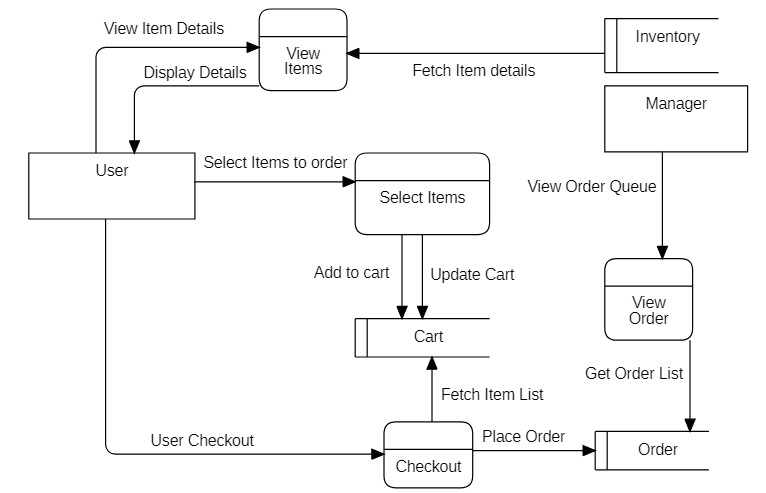 View Item Details
View
Items
Inventory
Fetch Item details
Display Details
Manager
User
Select Items to order
Select Items
View Order Queue
Add to cart
Update Cart
View
Order
Cart
Get Order List
Fetch Item List
User Checkout
Checkout
Place Order
Order